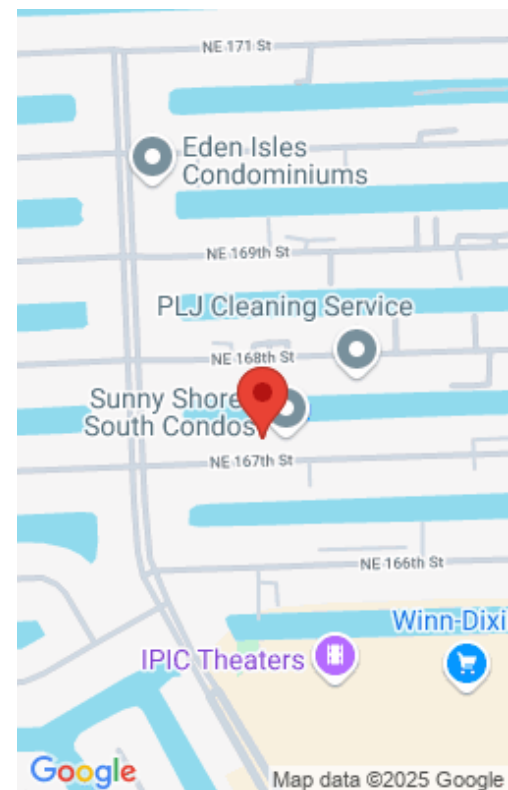 NE 171 St
Eden Isles
Condominiums
NE 169th St
PLJ Cleaning Service
NE 168th St
Sunny Shore
South Condos
NE 167th St
NE 166th St
Winn-Dixi
IPIC Theaters
Google
Map data ©2025 Google